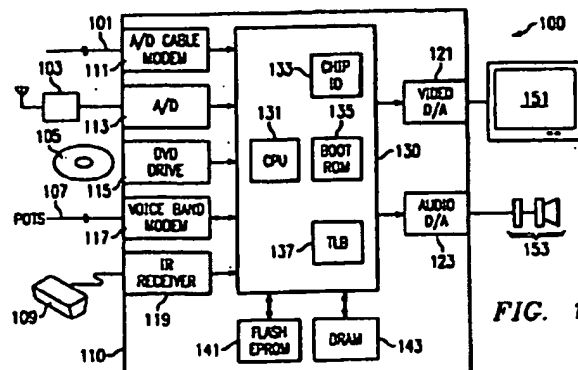 101
A/D CABLE
MODEM
111
103
A/D
113
105
DVD
DRIVE
115
107
POTS
VOICE BAND
MODEM
117
IR
RECEIVER
109
119
110
CHIP
ID
133
131
135
CPU
BOOT
ROM
130
137
TLB
141
FLASH
EPROM
DRAM
143
100
121
VIDEO
D/A
151
AUDIO
D/A
123
153
FIG. 1